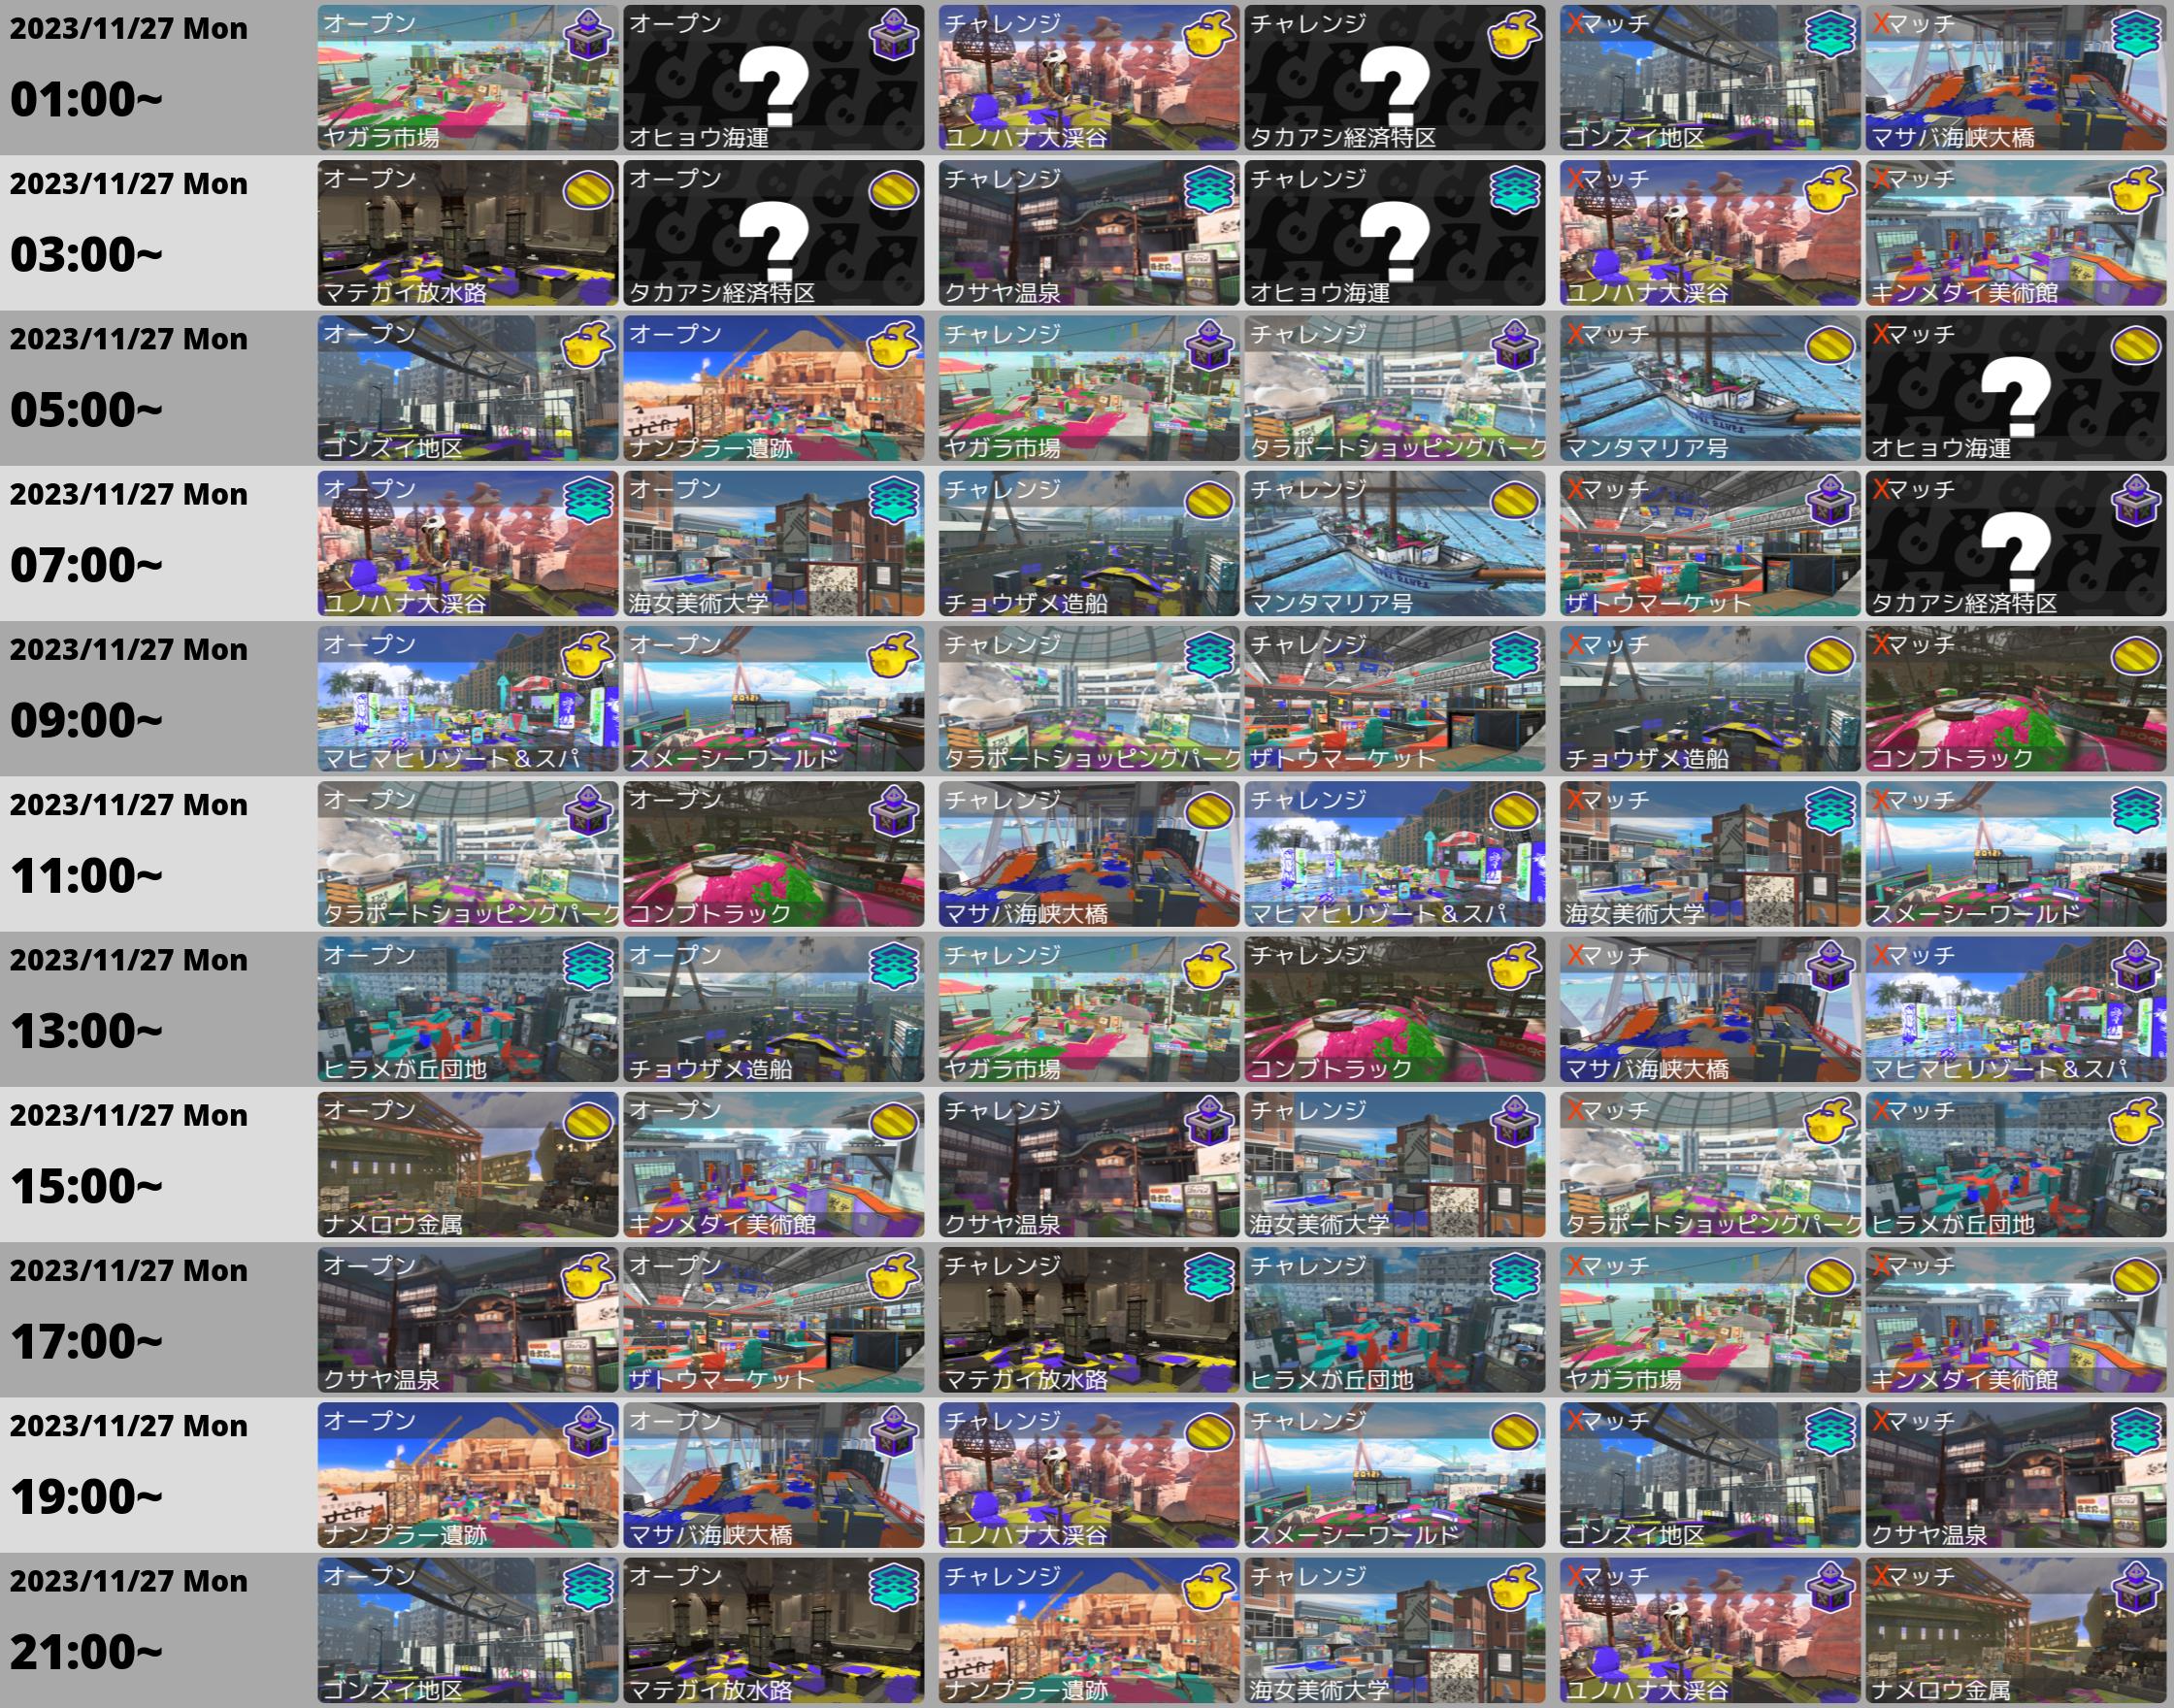 2023/11/27 Mon
01:00~
オープン
ヤガラ市場
オープン
オヒョウ海運
チャレンジ
ユノハナ大渓谷
チャレンジ
タカアシ経済特区
Xマッチ
ゴンズイ地区
Xマッチ
マサバ海峡大橋
2023/11/27 Mon
03:00~
オープン
マテガイ放水路
オープン
タカアシ経済特区
チャレンジ
クサヤ温泉
チャレンジ
オヒョウ海運
Xマッチ
ユノハナ大渓谷
Xマッチ
キンメダイ美術館
2023/11/27 Mon
05:00~
オープン
ゴンズイ地区
オープン
ナンプラー遺跡
チャレンジ
ヤガラ市場
チャレンジ
タラポートショッピングパーク
Xマッチ
マンタマリア号
Xマッチ
オヒョウ海運
2023/11/27 Mon
07:00~
オープン
ユノハナ大渓谷
オープン
海女美術大学
チャレンジ
チョウザメ造船
チャレンジ
マンタマリア号
Xマッチ
ザトウマーケット
Xマッチ
タカアシ経済特区
2023/11/27 Mon
09:00~
オープン
マヒマヒリゾート＆スパ
オープン
スメーシーワールド
チャレンジ
タラポートショッピングパーク
チャレンジ
ザトウマーケット
Xマッチ
チョウザメ造船
Xマッチ
コンブトラック
2023/11/27 Mon
11:00~
オープン
タラポートショッピングパーク
オープン
コンブトラック
チャレンジ
マサバ海峡大橋
チャレンジ
マヒマヒリゾート＆スパ
Xマッチ
海女美術大学
Xマッチ
スメーシーワールド
2023/11/27 Mon
13:00~
オープン
ヒラメが丘団地
オープン
チョウザメ造船
チャレンジ
ヤガラ市場
チャレンジ
コンブトラック
Xマッチ
マサバ海峡大橋
Xマッチ
マヒマヒリゾート＆スパ
2023/11/27 Mon
15:00~
オープン
ナメロウ金属
オープン
キンメダイ美術館
チャレンジ
クサヤ温泉
チャレンジ
海女美術大学
Xマッチ
タラポートショッピングパーク
Xマッチ
ヒラメが丘団地
2023/11/27 Mon
17:00~
オープン
クサヤ温泉
オープン
ザトウマーケット
チャレンジ
マテガイ放水路
チャレンジ
ヒラメが丘団地
Xマッチ
ヤガラ市場
Xマッチ
キンメダイ美術館
2023/11/27 Mon
19:00~
オープン
ナンプラー遺跡
オープン
マサバ海峡大橋
チャレンジ
ユノハナ大渓谷
チャレンジ
スメーシーワールド
Xマッチ
ゴンズイ地区
Xマッチ
クサヤ温泉
2023/11/27 Mon
21:00~
オープン
ゴンズイ地区
オープン
マテガイ放水路
チャレンジ
ナンプラー遺跡
チャレンジ
海女美術大学
Xマッチ
ユノハナ大渓谷
Xマッチ
ナメロウ金属